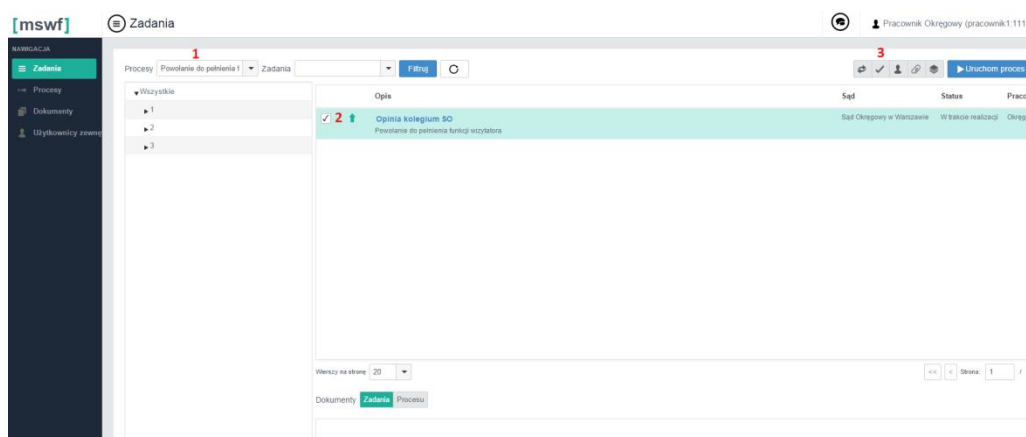 [mswf]
Zadania
Pracownik Okręgowy (pracownik1:111
NAWIGACJA
Zadania
Procesy
Dokumenty
Użytkownicy zewnę
1
3
Procesy Powołanie do pełnienia f Zadania Filtruj Uruchom proces
Wszystkie
1
2
3
Opis Sąd Status Praco
2 Opinia kolegium SO Sąd Okręgowy w Warszawie W trakcie realizacji Okręg
Powołanie do pełnienia funkcji wizytatora
Wierszy na stronę 20 << < Strona: 1 /
Dokumenty Zadania Procesu